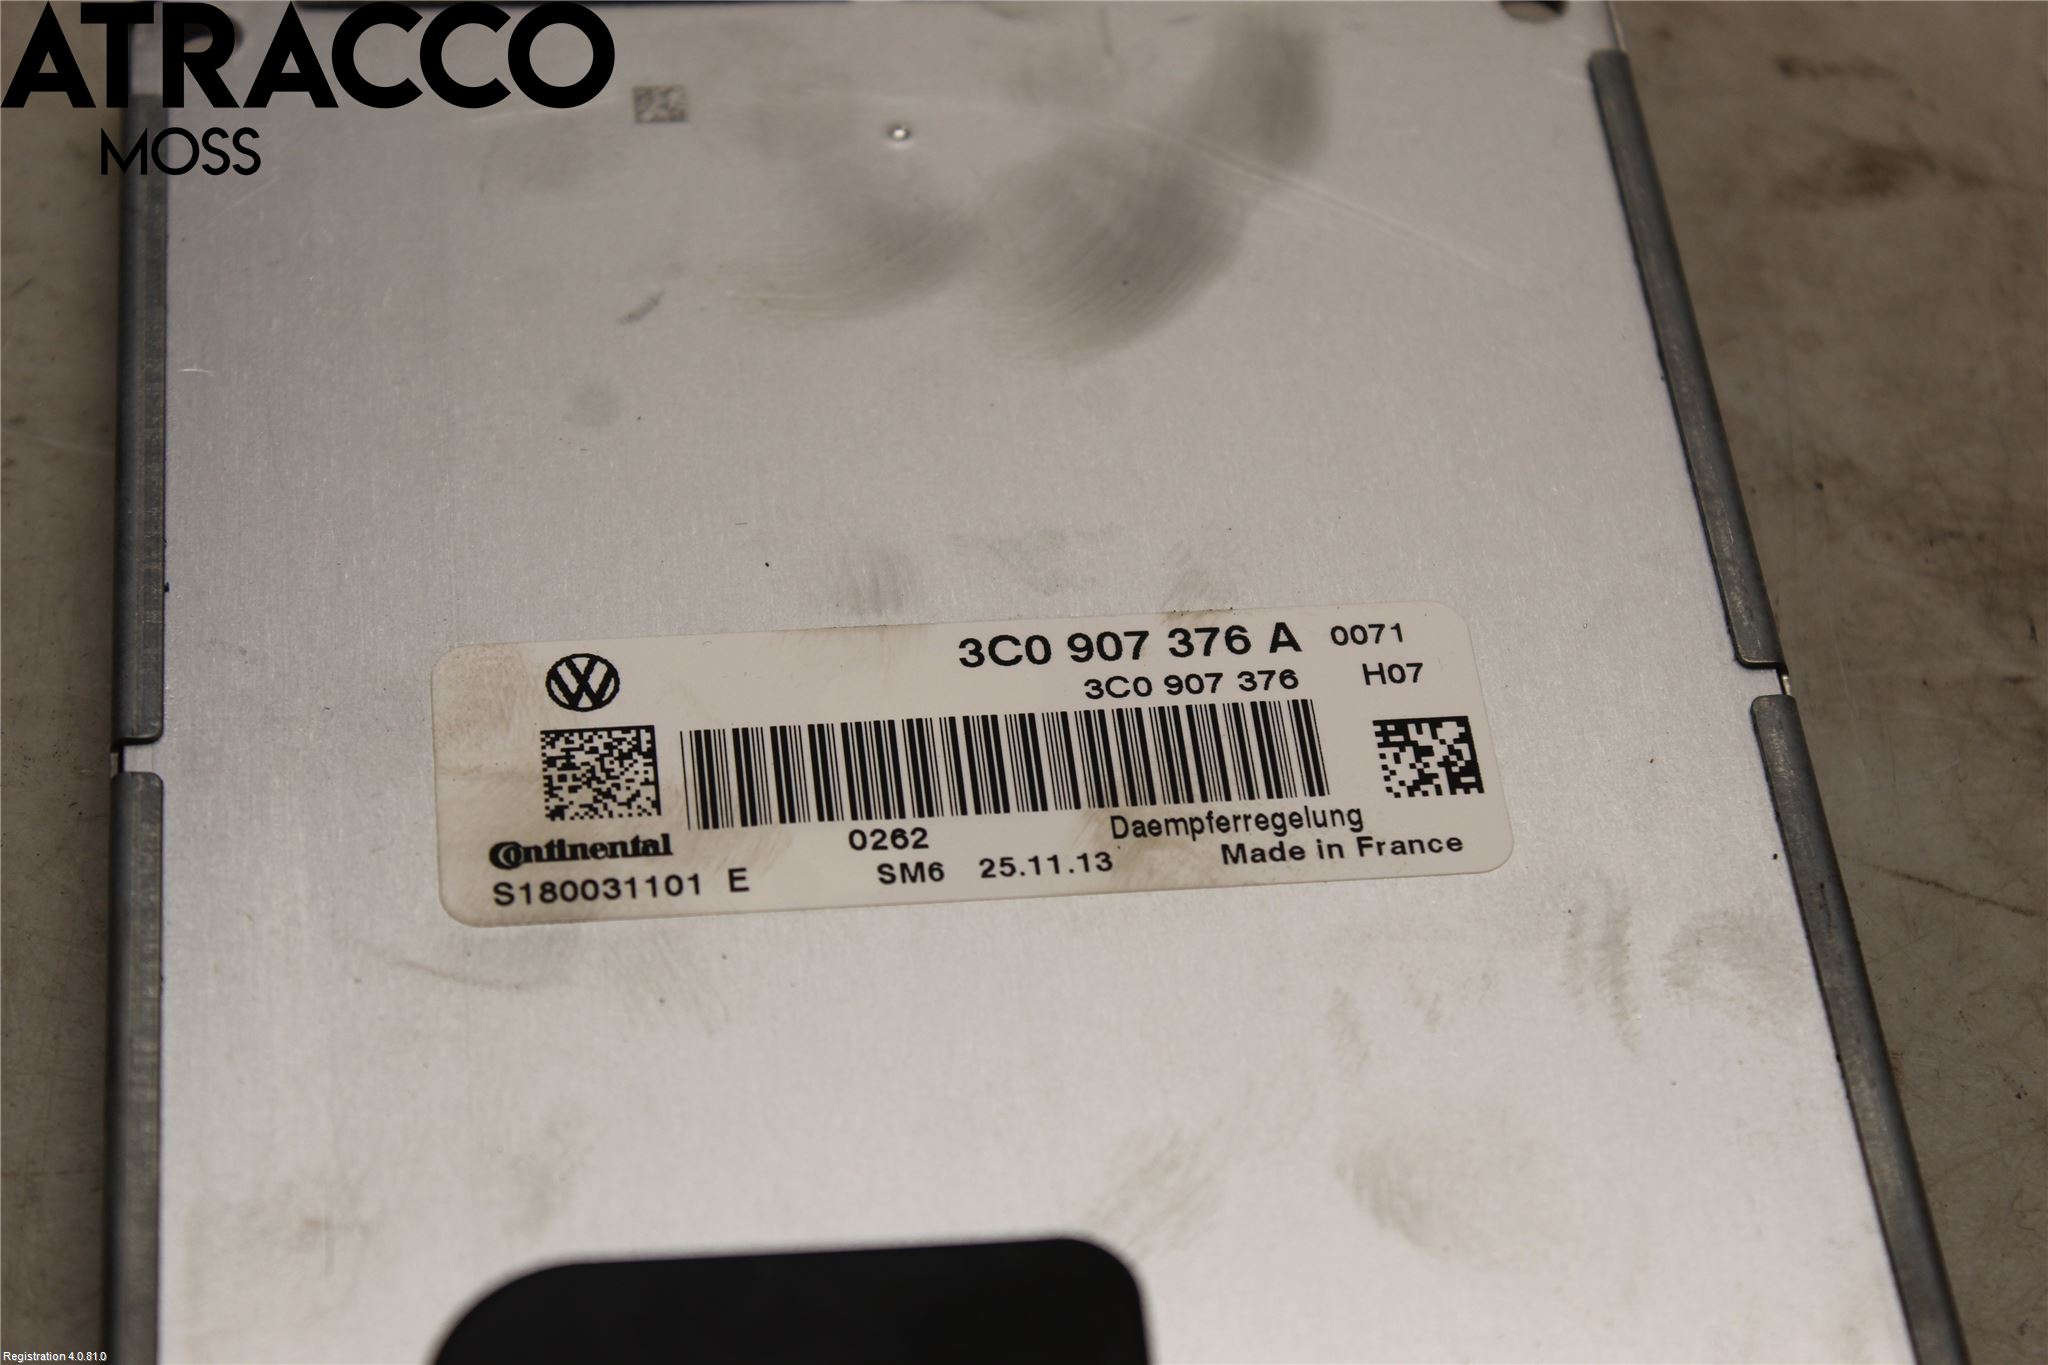 ATRACCO
MOSS
3C0 907 376 A 0071
3C0 907 376 H07
Continental
0262
Daempferregelung
S180031101 E
SM6 25.11.13
Made in France
Registration 4.0.81.0